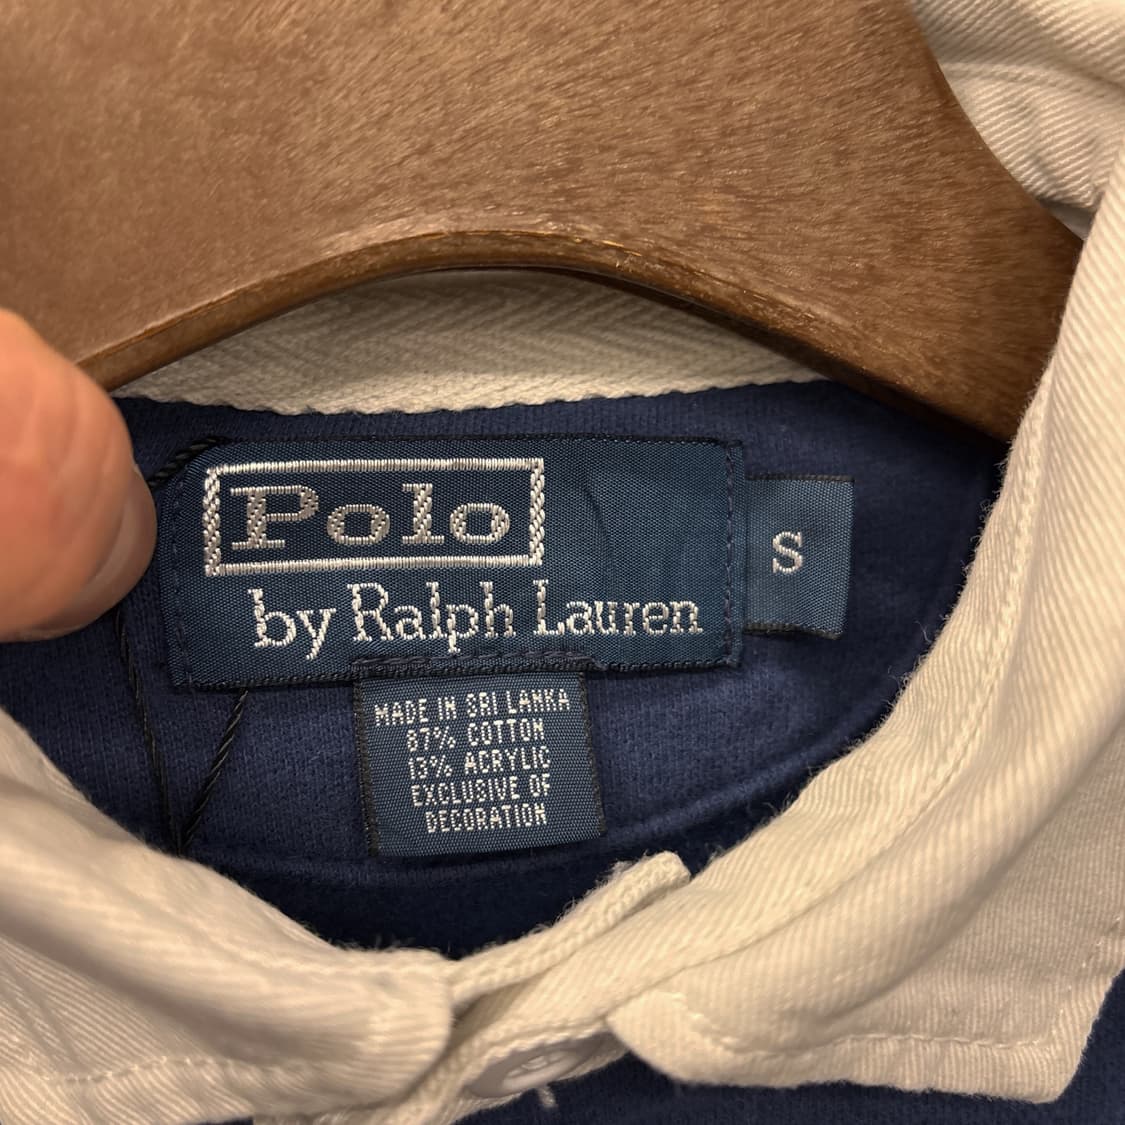 Polo
by Ralph Lauren
S
MADE IN SRI LANKA
87% COTTON
13% ACRYLIC
EXCLUSIVE OF
DECORATION